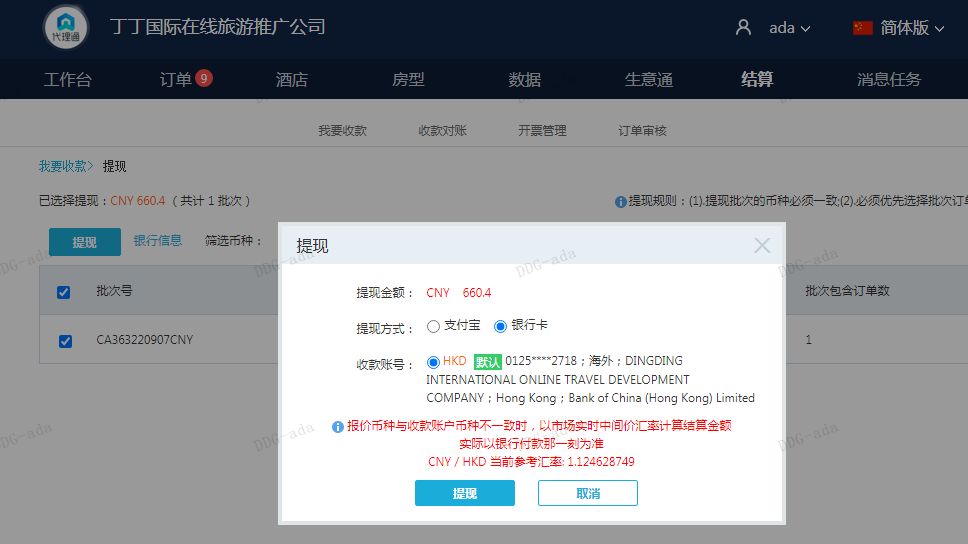 代理通
丁丁国际在线旅游推广公司
ada
简体版
工作台
订单 9
酒店
房型
数据
生意通
结算
消息任务
我要收款
收款对账
开票管理
订单审核
我要收款> 提现
已选择提现：CNY 660.4 （ 共计 1 批次 ）
提现规则：(1).提现批次的币种必须一致;(2).必须优先选择批次订单
提现
银行信息
筛选币种：
批次号
批次包含订单数
CA363220907CNY
1
提现
提现金额： CNY 660.4
提现方式： 支付宝 银行卡
收款账号： HKD 默认 0125****2718；海外；DINGDING
INTERNATIONAL ONLINE TRAVEL DEVELOPMENT
COMPANY；Hong Kong；Bank of China (Hong Kong) Limited
报价币种与收款账户币种不一致时，以市场实时中间价汇率计算结算金额
实际以银行付款那一刻为准
CNY / HKD 当前参考汇率: 1.124628749
提现
取消
DDG-ada
DDG-ada
DDG-ada
DDG-ada
DDG-ada
DDG-ada